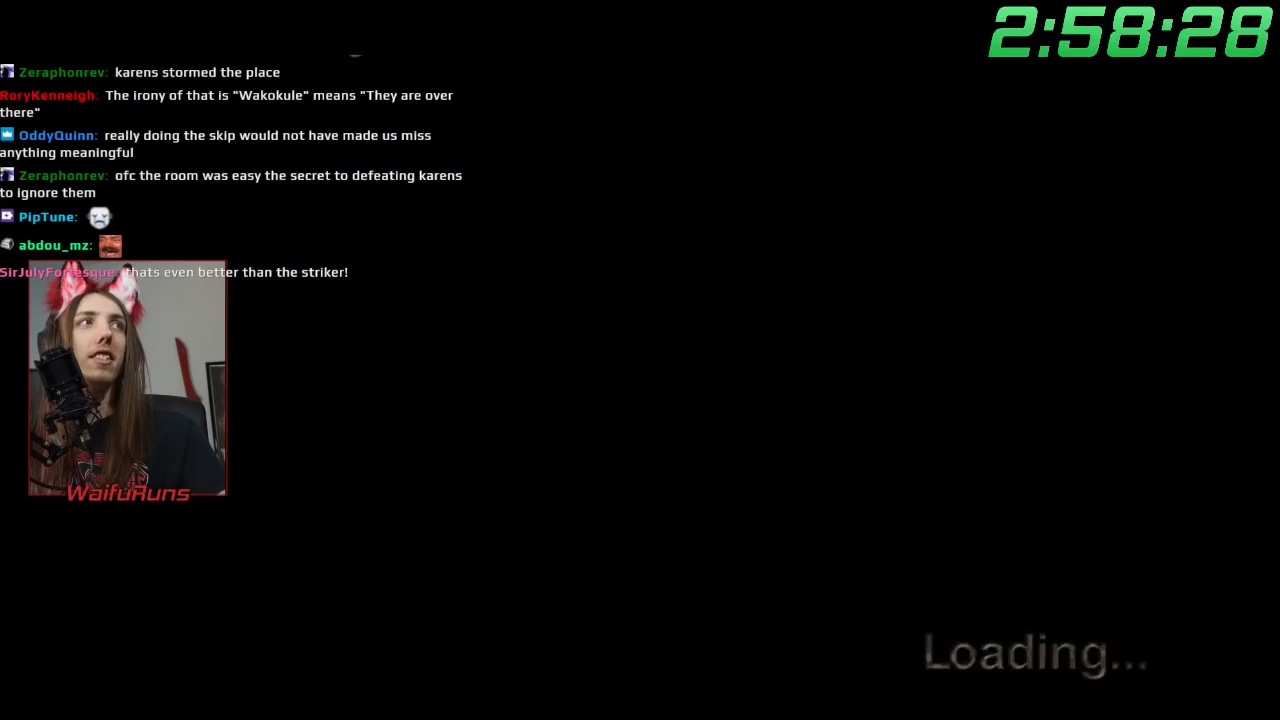 2:58:28
Zeraphonrev: karens stormed the place
RoryKenneigh: The irony of that is "Wakokule" means "They are over
there"
OddyQuinn: really doing the skip would not have made us miss
anything meaningful
Zeraphonrev: ofc the room was easy the secret to defeating karens
to ignore them
PipTune:
abdou_mz:
SirJulyFortesque: thats even better than the striker!
WaifuRuns
Loading...